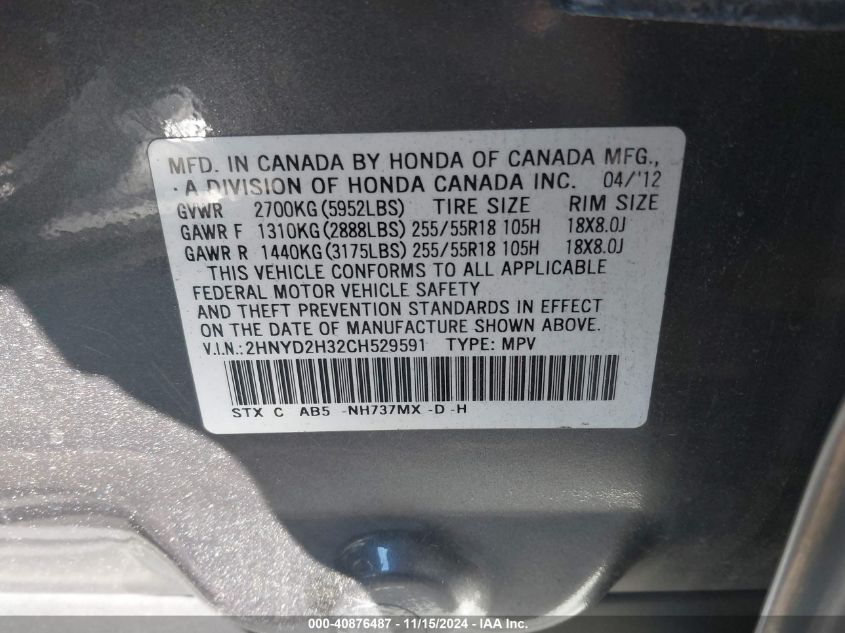 MFD. IN CANADA BY HONDA OF CANADA MFG.,
A DIVISION OF HONDA CANADA INC. 04/'12
GVWR 2700KG(5952LBS) TIRE SIZE RIM SIZE
GAWR F 1310KG(2888LBS) 255/55R18 105H 18X8.0J
GAWR R 1440KG(3175LBS) 255/55R18 105H 18X8.0J
THIS VEHICLE CONFORMS TO ALL APPLICABLE
FEDERAL MOTOR VEHICLE SAFETY
AND THEFT PREVENTION STANDARDS IN EFFECT
ON THE DATE OF MANUFACTURE SHOWN ABOVE.
V.I.N.:2HNYD2H32CH529591 TYPE: MPV
STX C AB5 -NH737MX -D -H
000-40876487 - 11/15/2024 - IAAI.com